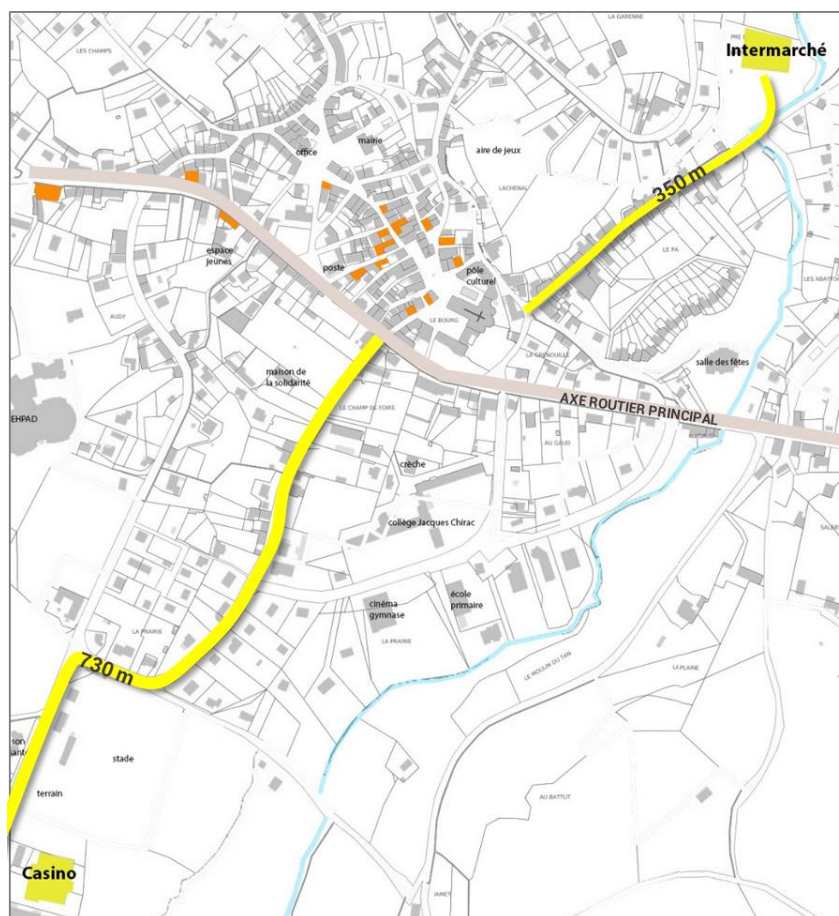 LA GARENNE
LES CHAMPS
Intermarché
mairie
office
aire de jeux
LACHENAL
350 m
espace
jeunes
poste
pôle
culturel
LE PA
LE BOURG
AUDY
LA GRENOUILLE
salle des fêtes
maison de
la solidarité
LE CHAMP DE FOIRE
AXE ROUTIER PRINCIPAL
EHPAD
AU GAUD
crèche
collège Jacques Chirac
cinéma
gymnase
école
primaire
LA PRAIRIE
LA PRAIRIE
730 m
LE MOULIN DU TAN
LA PLAINE
stade
terrain
AU BATTUT
Casino